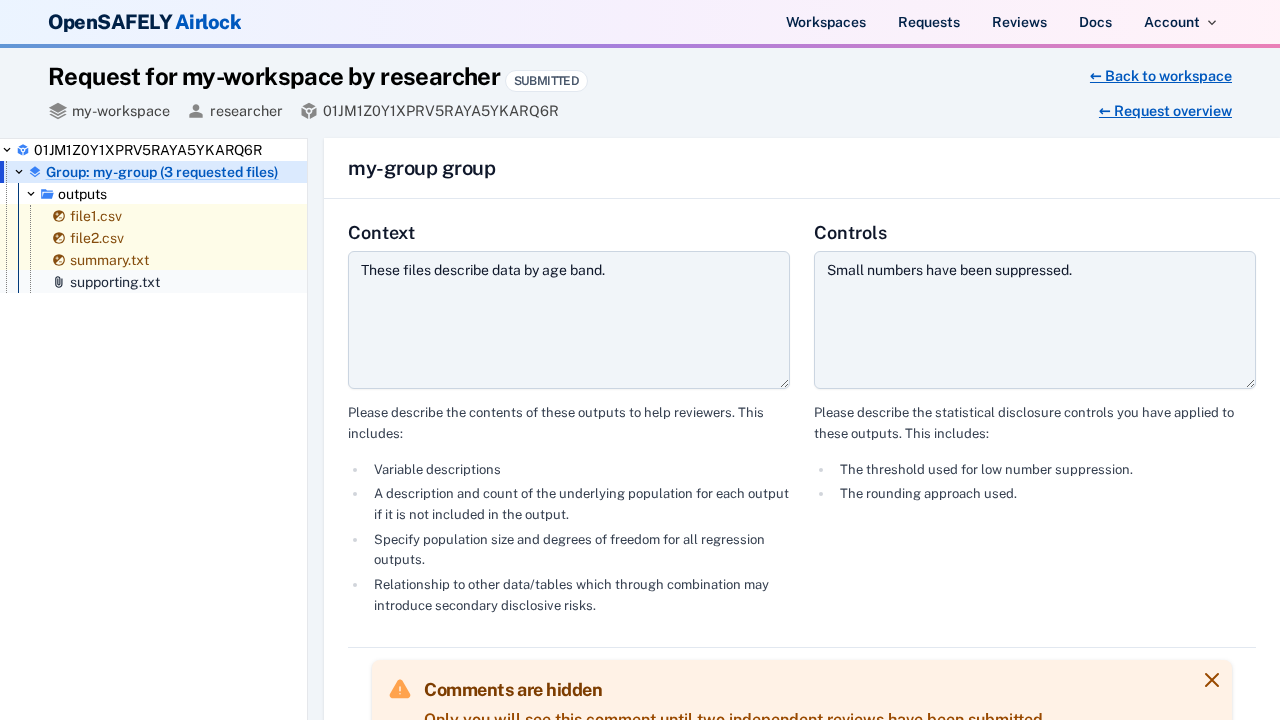 OpenSAFELY Airlock
Workspaces
Requests
Reviews
Docs
Account
Request for my-workspace by researcher SUBMITTED
← Back to workspace
my-workspace researcher 01JM1Z0Y1XPRV5RAYA5YKARQ6R
← Request overview
01JM1Z0Y1XPRV5RAYA5YKARQ6R
Group: my-group (3 requested files)
outputs
file1.csv
file2.csv
summary.txt
supporting.txt
my-group group
Context
These files describe data by age band.
Please describe the contents of these outputs to help reviewers. This
includes:
Variable descriptions
A description and count of the underlying population for each output
if it is not included in the output.
Specify population size and degrees of freedom for all regression
outputs.
Relationship to other data/tables which through combination may
introduce secondary disclosive risks.
Controls
Small numbers have been suppressed.
Please describe the statistical disclosure controls you have applied to
these outputs. This includes:
The threshold used for low number suppression.
The rounding approach used.
Comments are hidden
Only you will see this comment until two independent reviews have been submitted